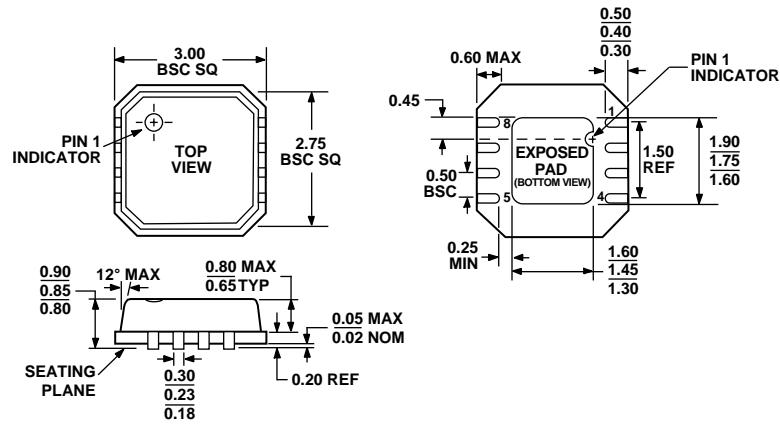 3.00
BSC SQ
PIN 1
INDICATOR
TOP
VIEW
2.75
BSC SQ
0.60 MAX
0.50
0.40
0.30
PIN 1
INDICATOR
0.45
8
1
EXPOSED
PAD
(BOTTOM VIEW)
0.50
BSC
5
4
1.50
REF
1.90
1.75
1.60
0.25
MIN
1.60
1.45
1.30
0.90
0.85
0.80
12° MAX
0.80 MAX
0.65 TYP
0.05 MAX
0.02 NOM
SEATING
PLANE
0.30
0.23
0.18
0.20 REF